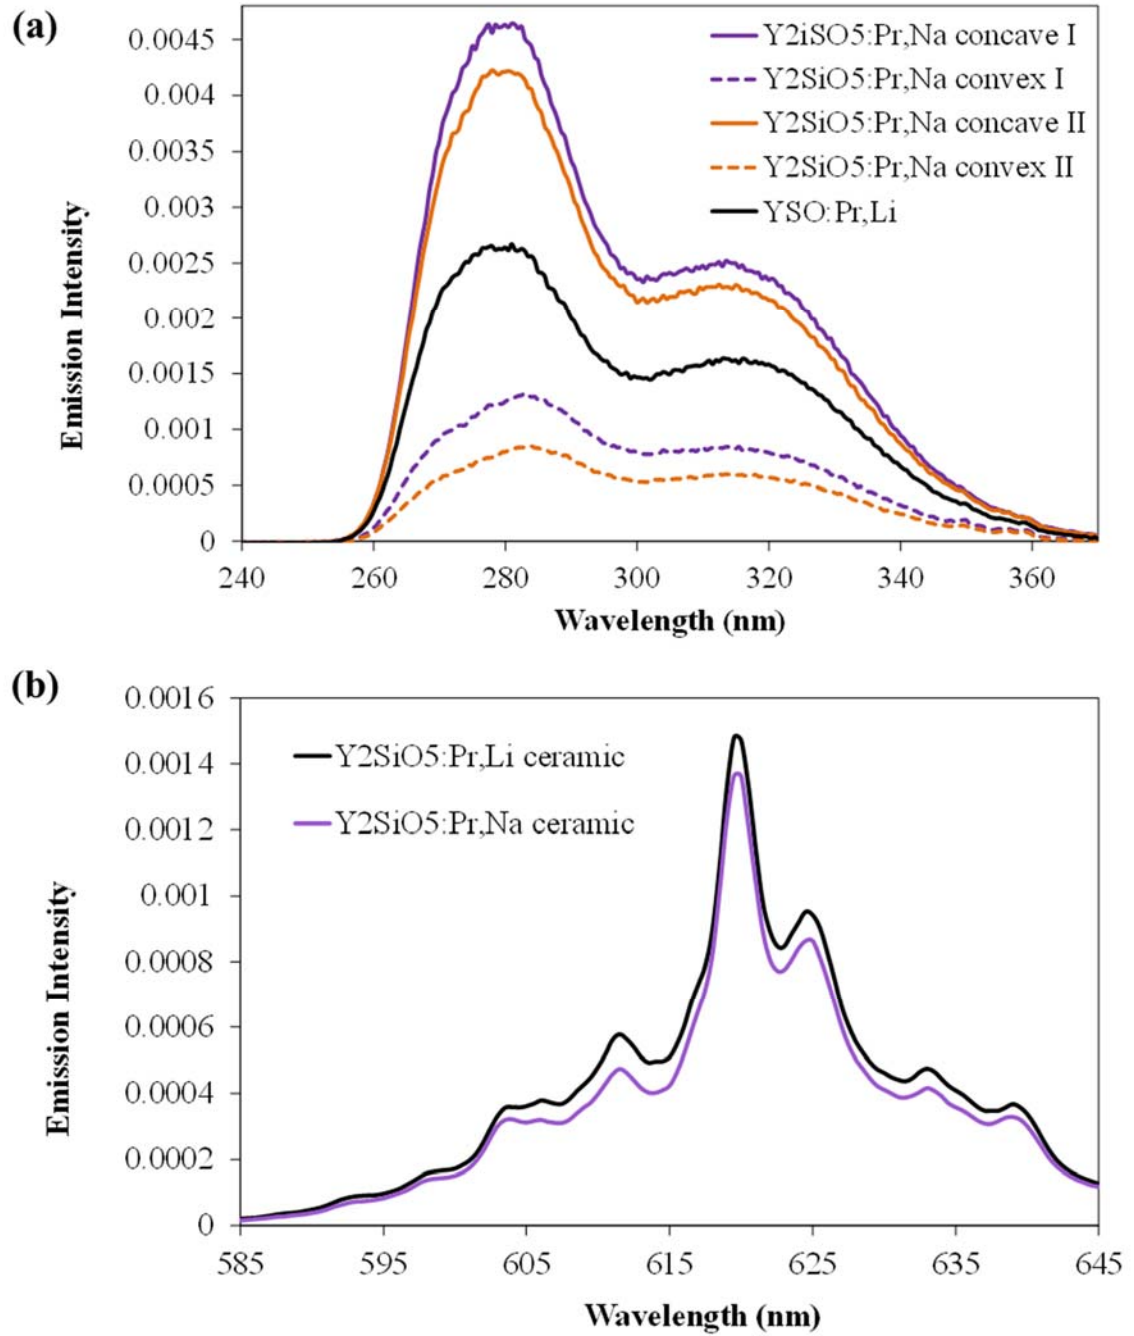 (a)
0.0045
0.004
0.0035
0.003
0.0025
0.002
0.0015
0.001
0.0005
0
Emission Intensity
Y2iSO5:Pr,Na concave I
Y2SiO5:Pr,Na convex I
Y2SiO5:Pr,Na concave II
Y2SiO5:Pr,Na convex II
YSO:Pr,Li
240 260 280 300 320 340 360
Wavelength (nm)
(b)
0.0016
0.0014
0.0012
0.001
0.0008
0.0006
0.0004
0.0002
0
Emission Intensity
Y2SiO5:Pr,Li ceramic
Y2SiO5:Pr,Na ceramic
585 595 605 615 625 635 645
Wavelength (nm)